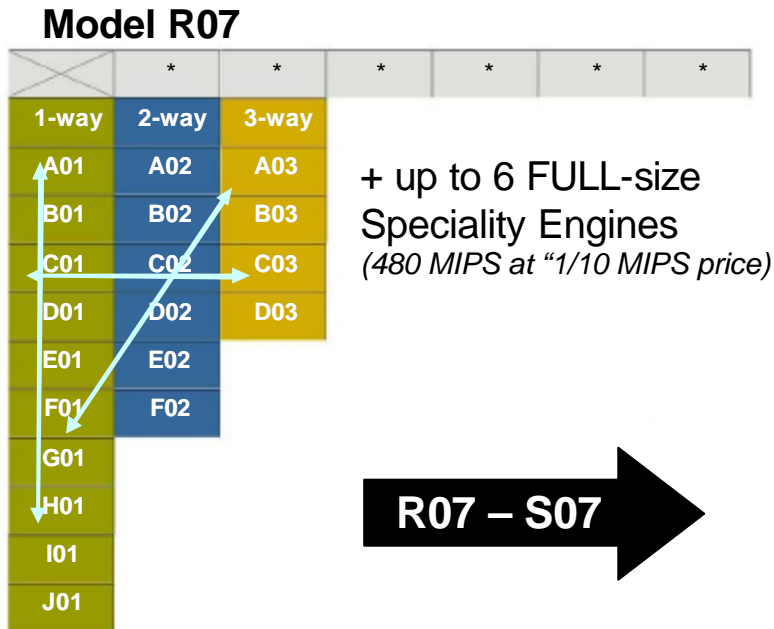 Model R07
* * * * * *
1-way 2-way 3-way
A01 A02 A03
B01 B02 B03
C01 C02 C03
D01 D02 D03
E01 E02
F01 F02
G01
H01
I01
J01
+ up to 6 FULL-size
Speciality Engines
(480 MIPS at “1/10 MIPS price)
R07 – S07